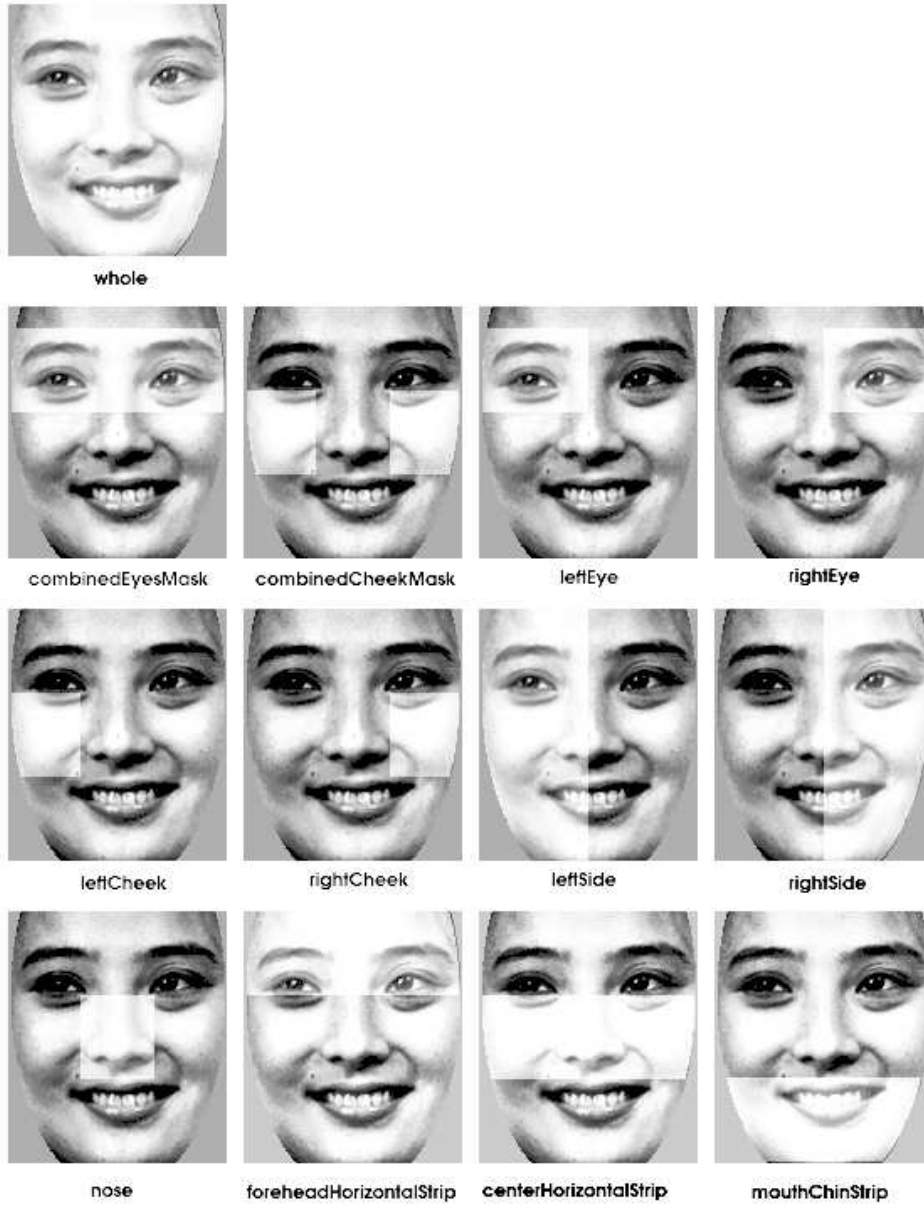 whole
combinedEyesMask combinedCheekMask leftEye rightEye
leftCheek rightCheek leftSide rightSide
nose foreheadHorizontalStrip centerHorizontalStrip mouthChinStrip